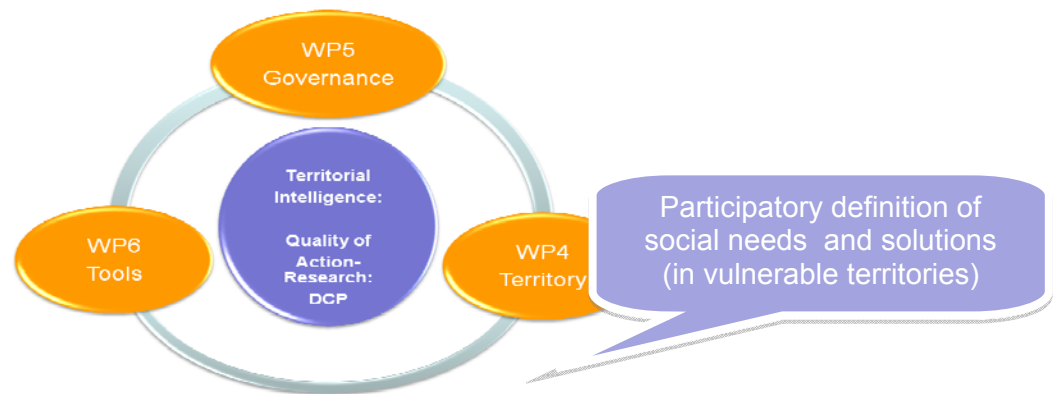 WP5
Governance
Territorial
Intelligence:
Quality of
Action-
Research:
DCP
WP6
Tools
WP4
Territory
Participatory definition of
social needs and solutions
(in vulnerable territories)